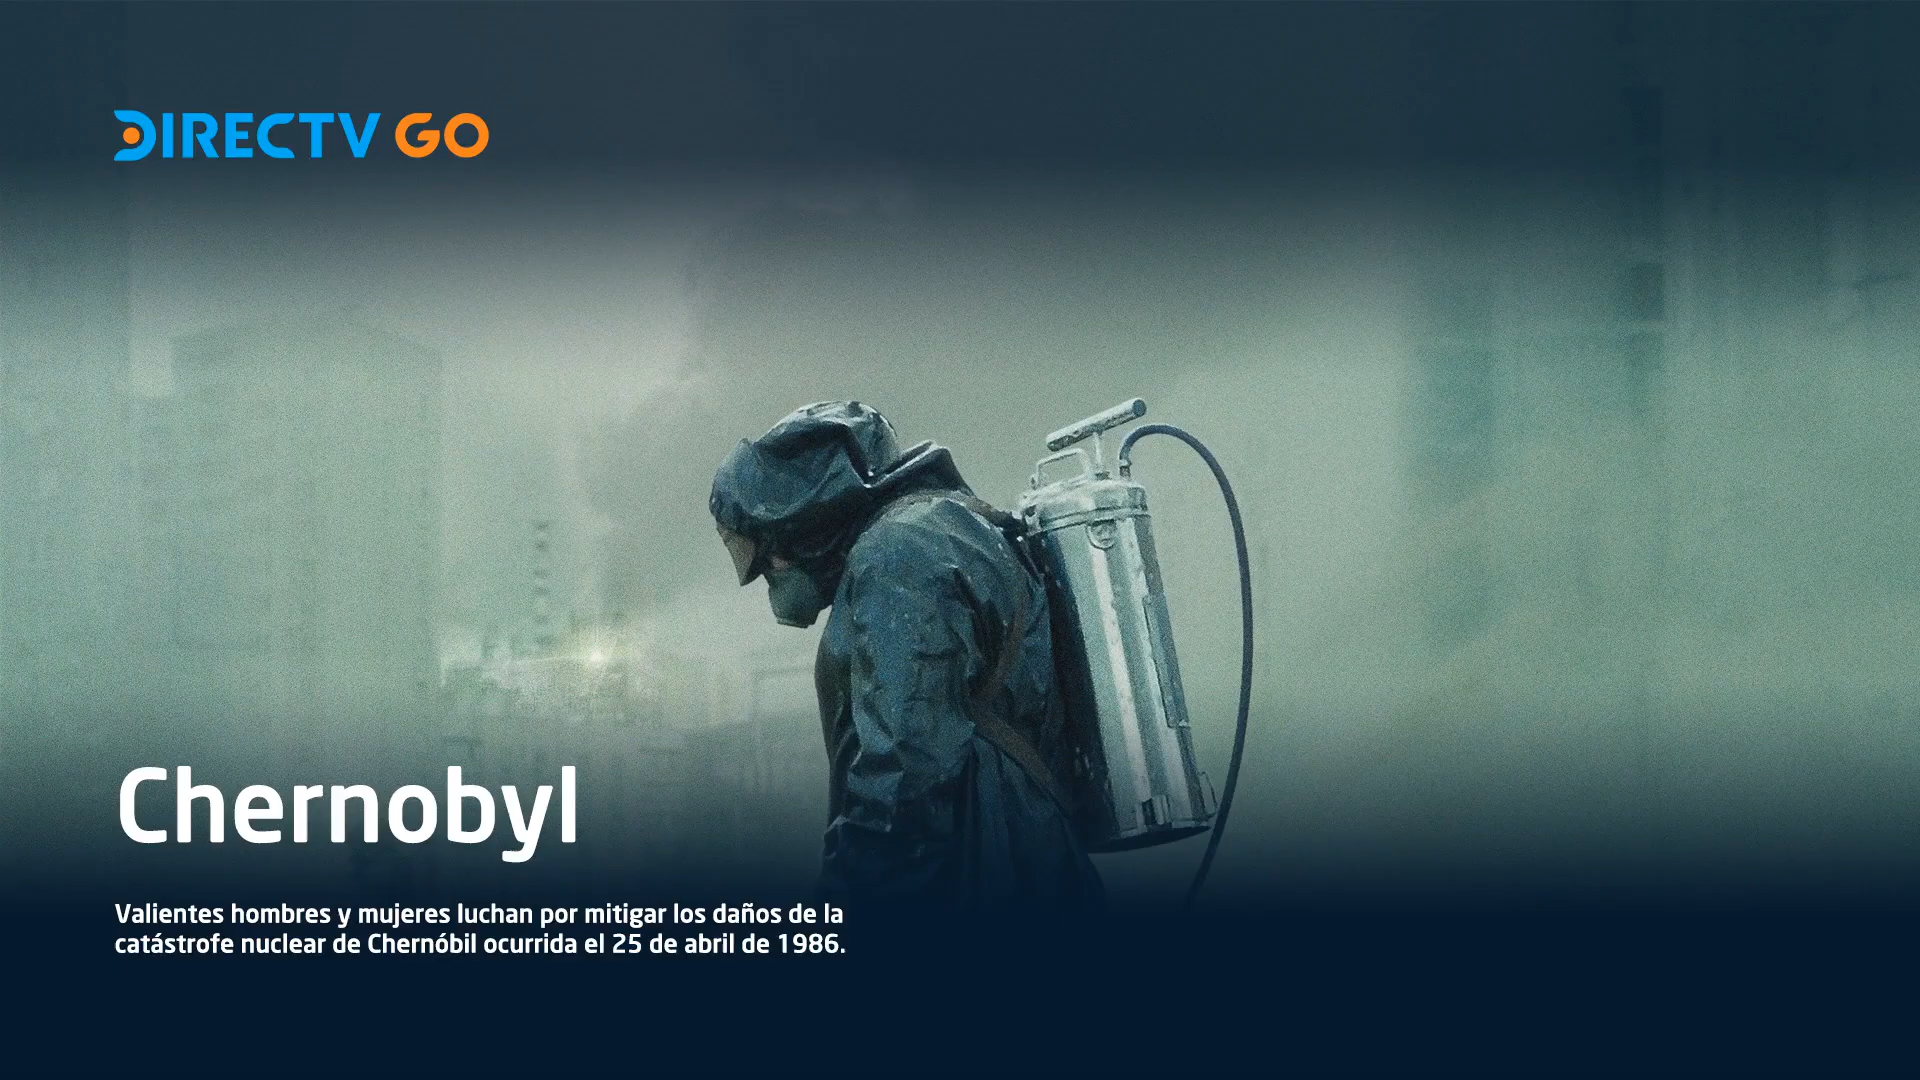 DIRECTV GO
Chernobyl
Valientes hombres y mujeres luchan por mitigar los daños de la
catástrofe nuclear de Chernóbil ocurrida el 25 de abril de 1986.